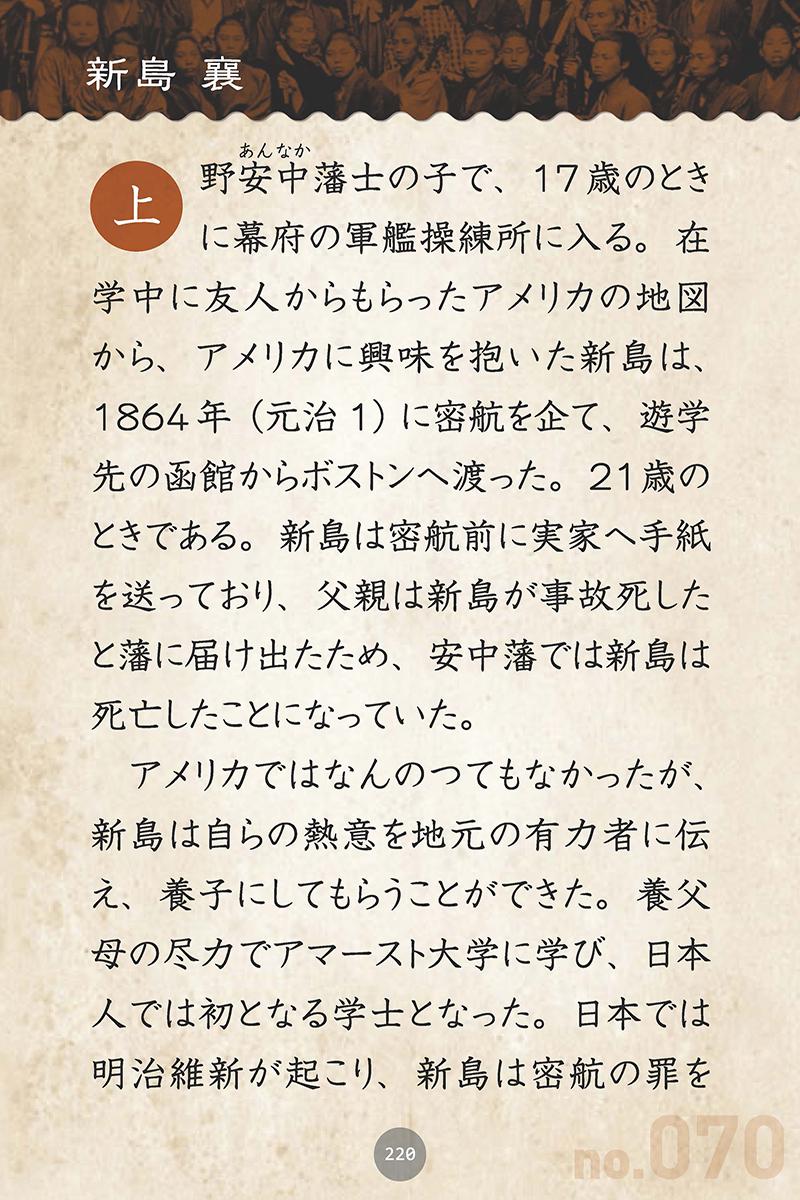 新島 襄
あんなか
上野安中藩士の子で、17歳のとき
に幕府の軍艦操練所に入る。在
学中に友人からもらったアメリカの地図
から、アメリカに興味を抱いた新島は、
1864年（元治1）に密航を企て、遊学
先の函館からボストンへ渡った。21歳の
ときである。新島は密航前に実家へ手紙
を送っており、父親は新島が事故死した
と藩に届け出たため、安中藩では新島は
死亡したことになっていた。
アメリカではなんのつてもなかったが、
新島は自らの熱意を地元の有力者に伝
え、養子にしてもらうことができた。養父
母の尽力でアマースト大学に学び、日本
人では初となる学士となった。日本では
明治維新が起こり、新島は密航の罪を
220
no.070